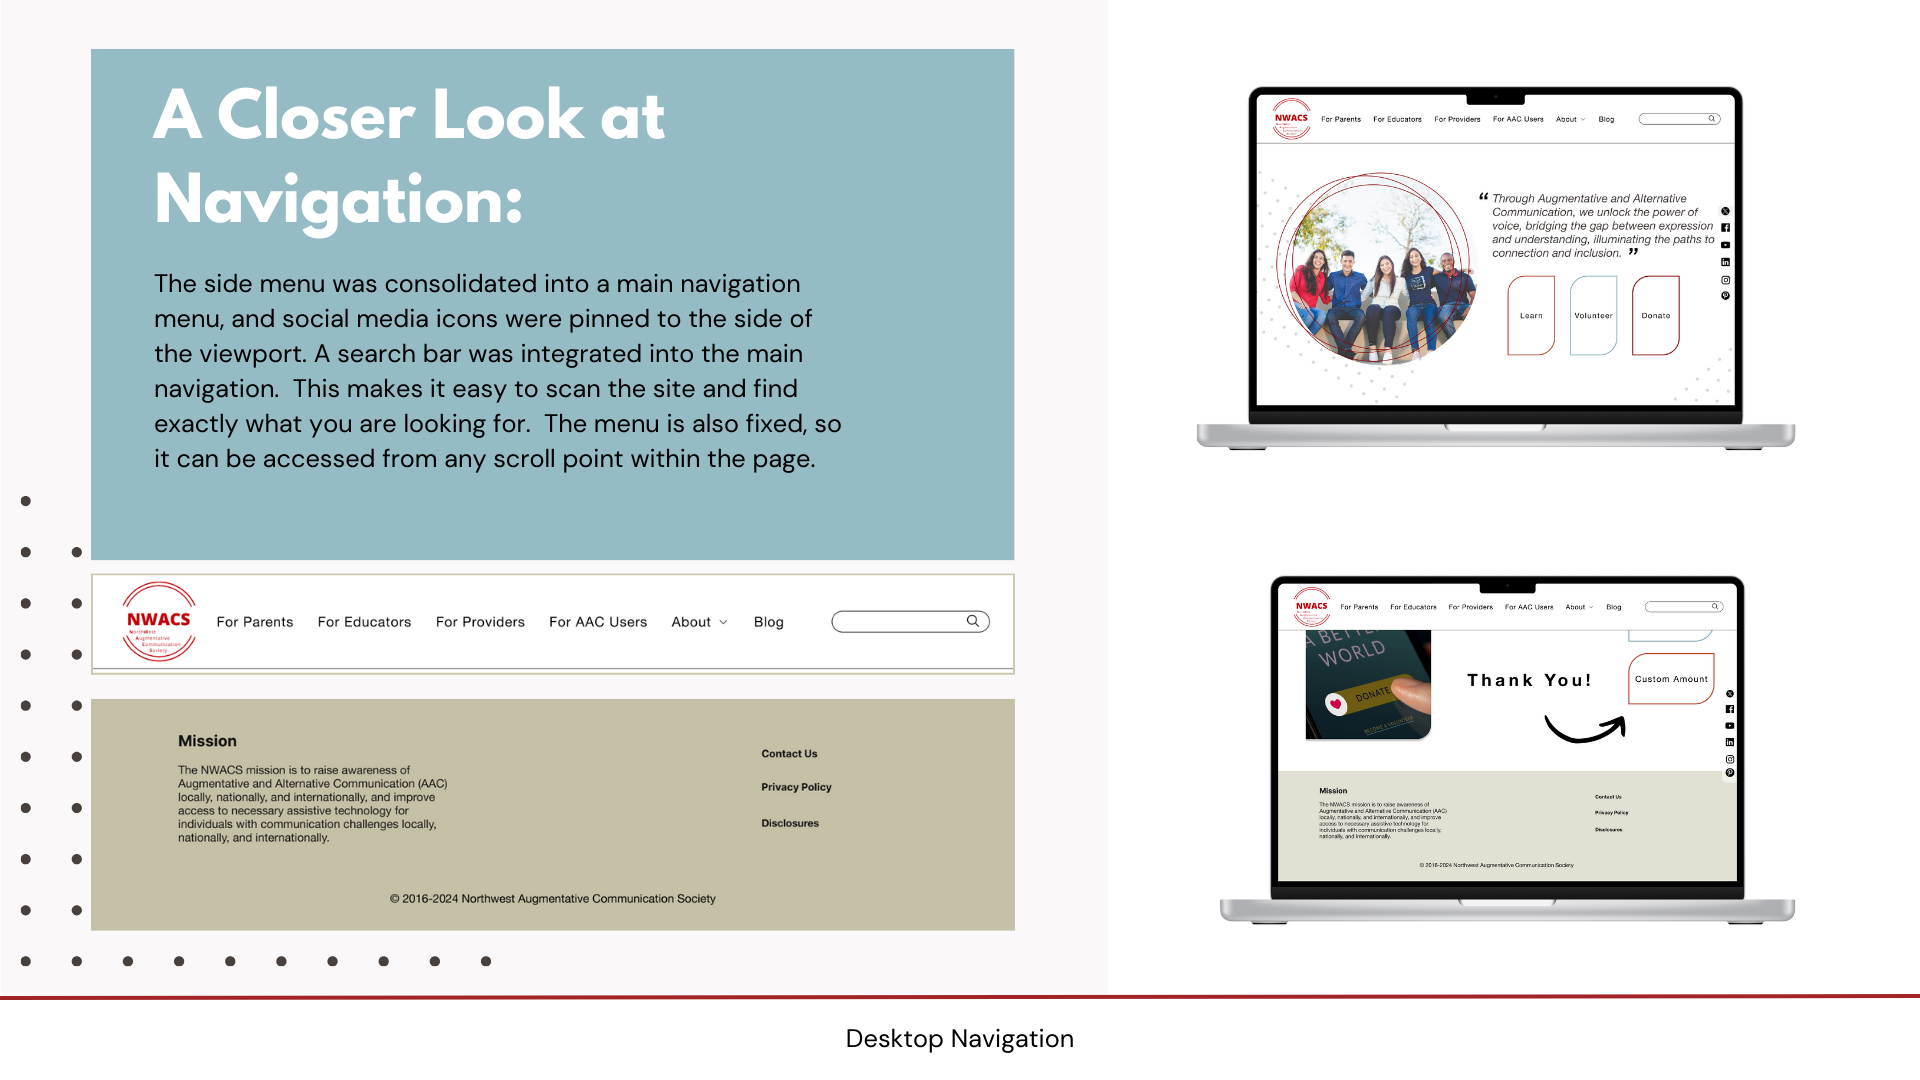 A Closer Look at
Navigation:
The side menu was consolidated into a main navigation
menu, and social media icons were pinned to the side of
the viewport. A search bar was integrated into the main
navigation.  This makes it easy to scan the site and find
exactly what you are looking for.  The menu is also fixed, so
it can be accessed from any scroll point within the page.
NWACS
NorthWest
Augmentative
Communication
Society
For Parents
For Educators
For Providers
For AAC Users
About
Blog
Mission
The NWACS mission is to raise awareness of
Augmentative and Alternative Communication (AAC)
locally, nationally, and internationally, and improve
access to necessary assistive technology for
individuals with communication challenges locally,
nationally, and internationally.
Contact Us
Privacy Policy
Disclosures
© 2016-2024 Northwest Augmentative Communication Society
NWACS
For Parents
For Educators
For Providers
For AAC Users
About
Blog
“ Through Augmentative and Alternative
Communication, we unlock the power of
voice, bridging the gap between expression
and understanding, illuminating the paths to
connection and inclusion. ”
Learn
Volunteer
Donate
NWACS
For Parents
For Educators
For Providers
For AAC Users
About
Blog
A BETTER
WORLD
DONATE
BECOME A VOLUNTEER
Thank You!
Custom Amount
Mission
The NWACS mission is to raise awareness of
Augmentative and Alternative Communication (AAC)
locally, nationally, and internationally, and improve
access to necessary assistive technology for
individuals with communication challenges locally,
nationally, and internationally.
Contact Us
Privacy Policy
Disclosures
© 2016-2024 Northwest Augmentative Communication Society
Desktop Navigation